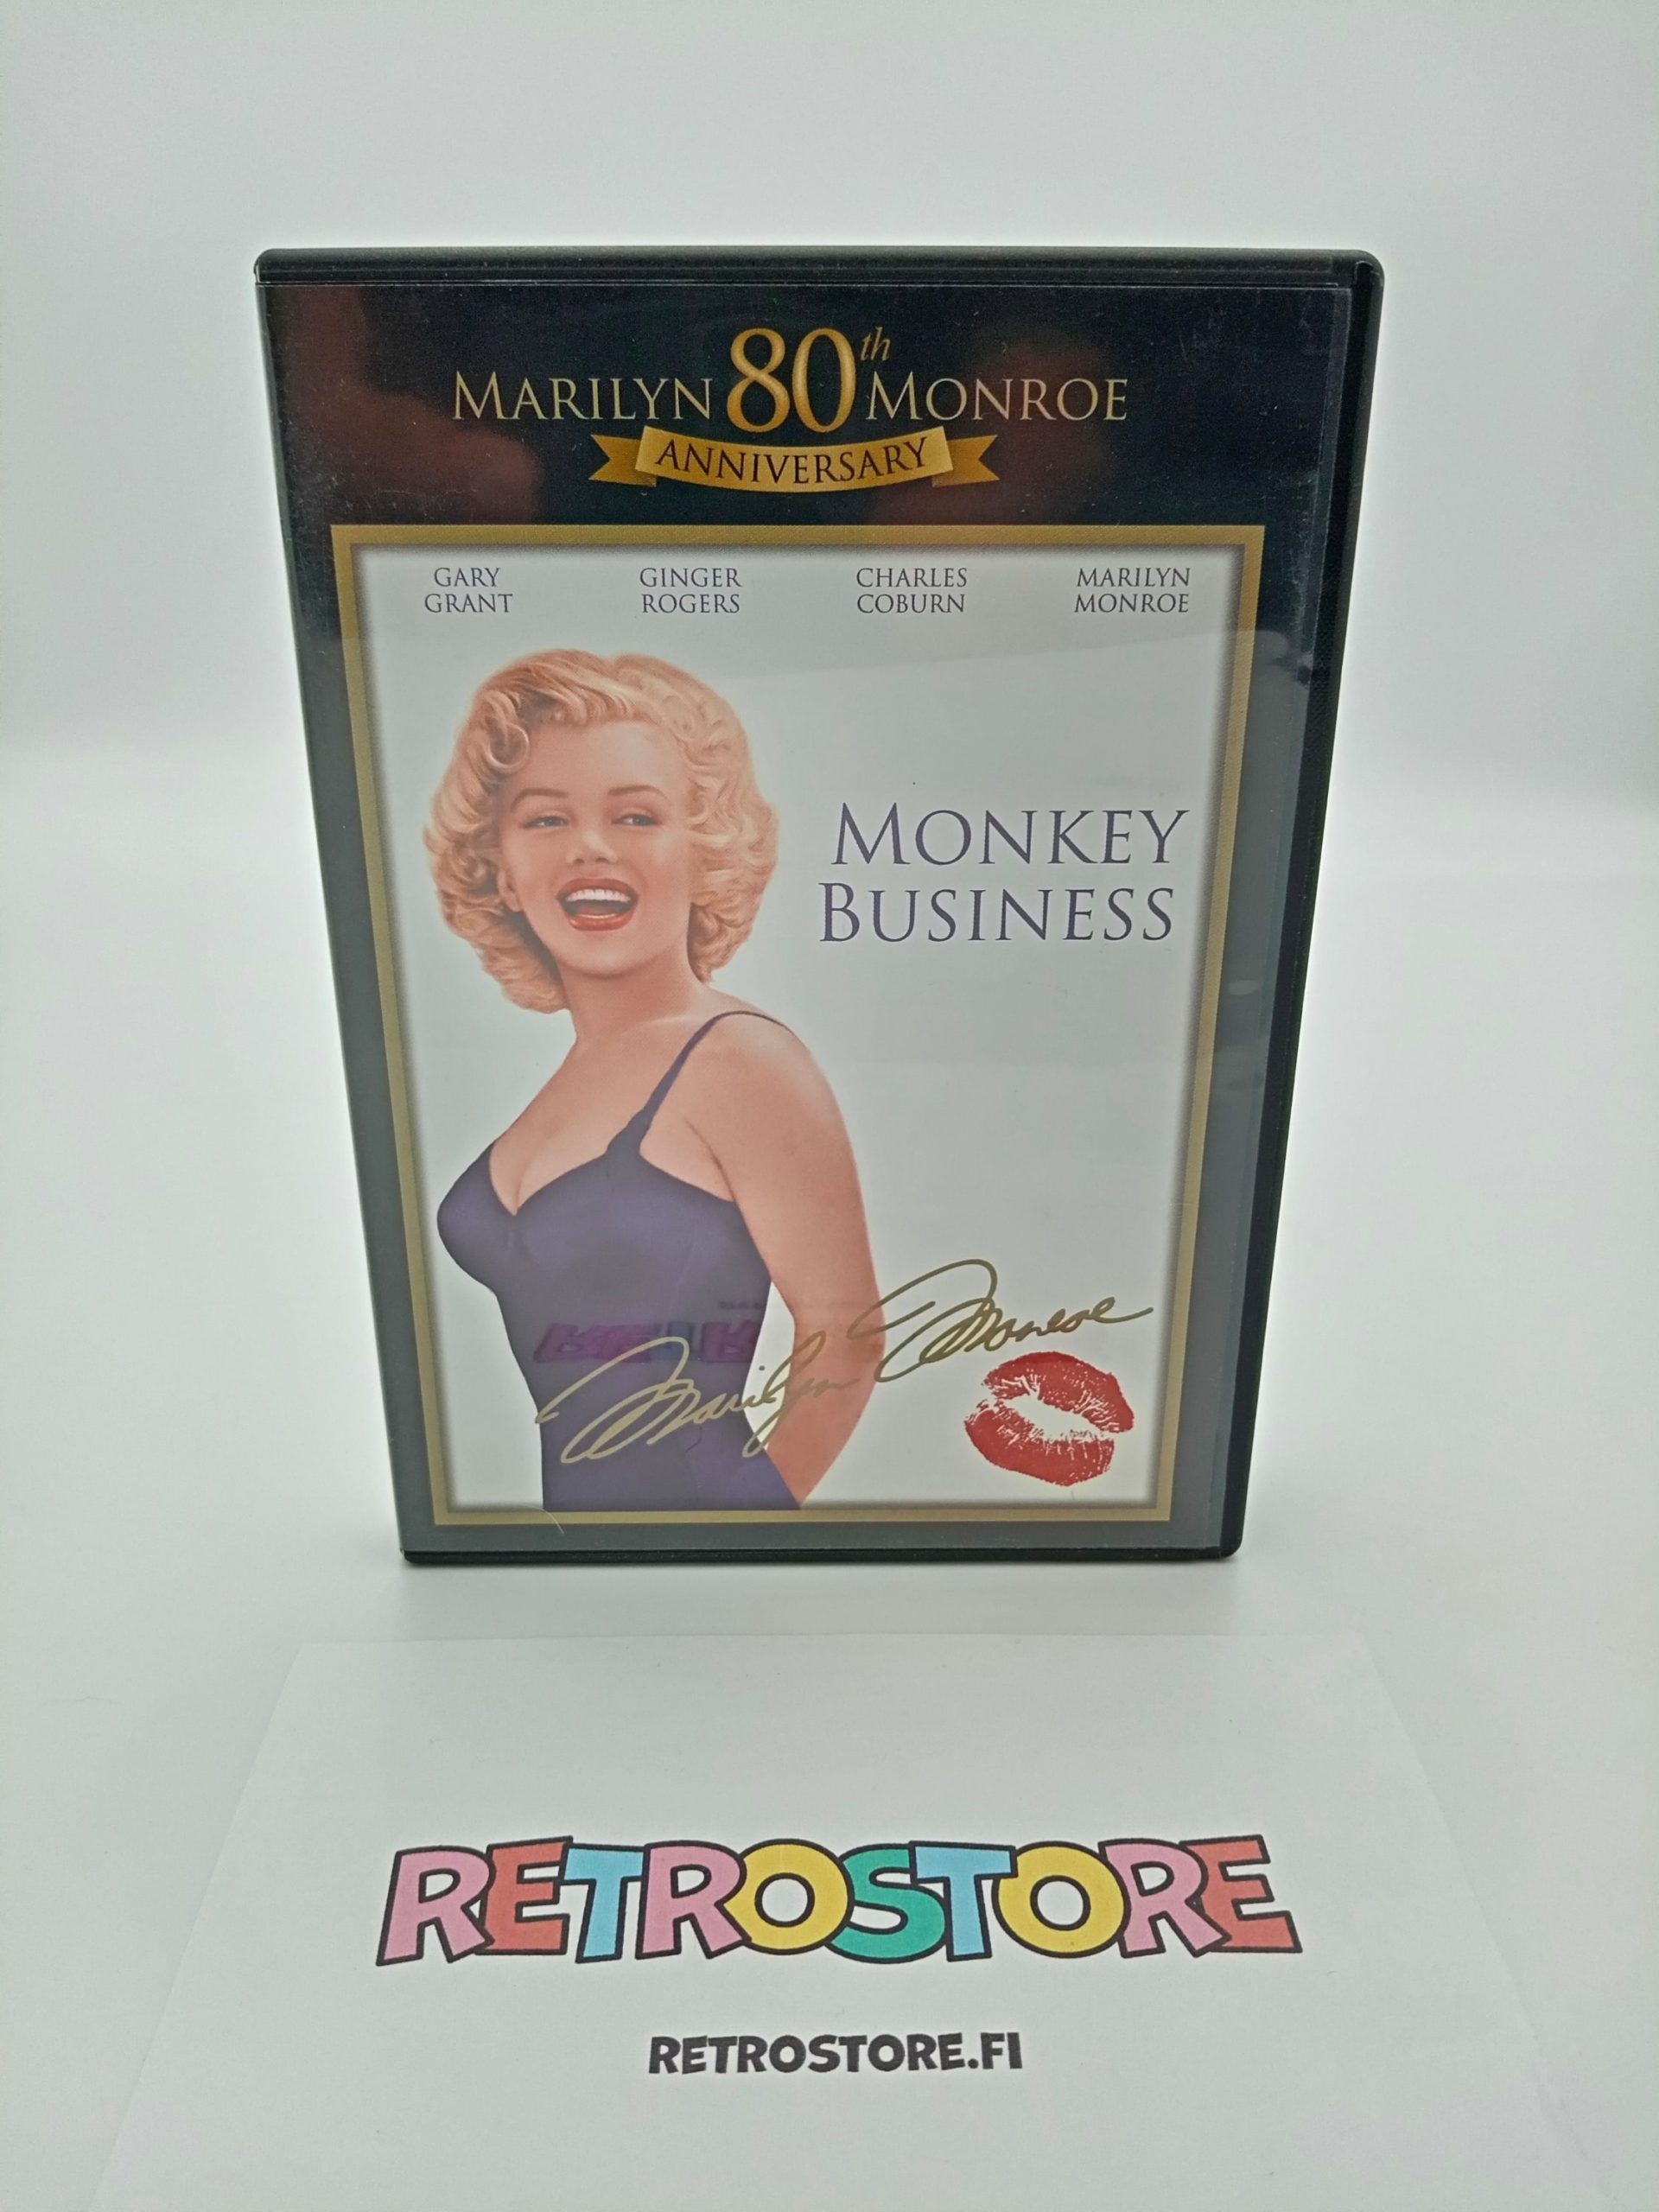 MARILYN 80th MONROE
ANNIVERSARY
GARY GRANT
GINGER ROGERS
CHARLES COBURN
MARILYN MONROE
MONKEY
BUSINESS
Marilyn Monroe
RETROSTORE
RETROSTORE.FI